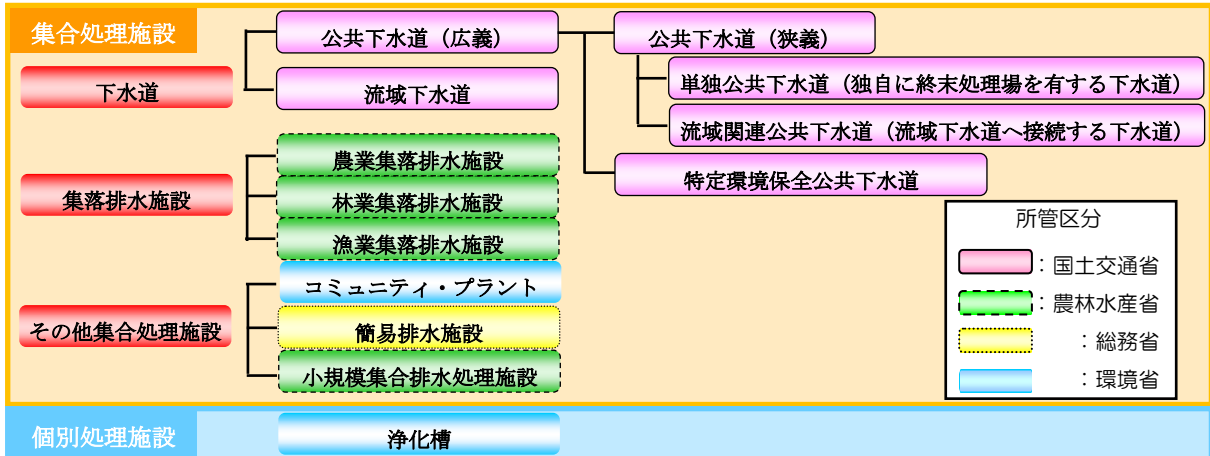 集合処理施設
下水道
公共下水道（広義）
流域下水道
公共下水道（狭義）
単独公共下水道（独自に終末処理場を有する下水道）
流域関連公共下水道（流域下水道へ接続する下水道）
特定環境保全公共下水道
集落排水施設
農業集落排水施設
林業集落排水施設
漁業集落排水施設
その他集合処理施設
コミュニティ・プラント
簡易排水施設
小規模集合排水処理施設
所管区分
：国土交通省
：農林水産省
：総務省
：環境省
個別処理施設
浄化槽